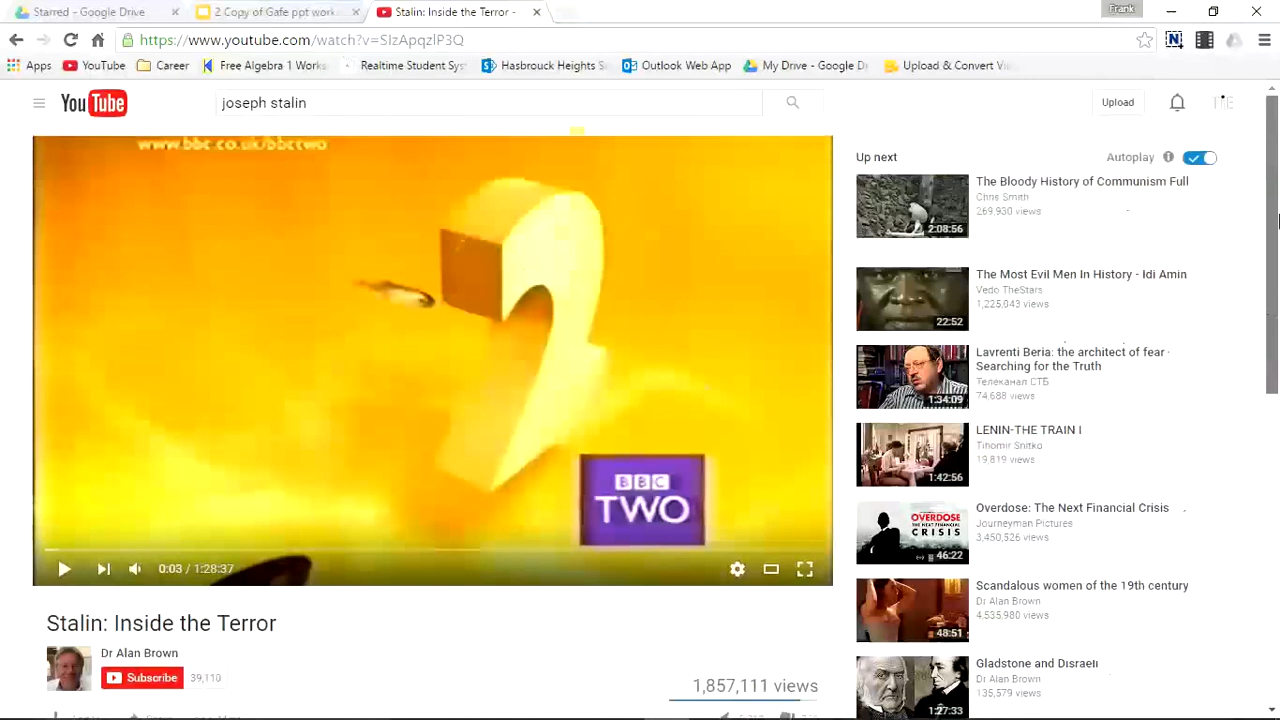 Starred - Google Drive
2 Copy of Gafe ppt work
Stalin: Inside the Terror -
Frank
https://www.youtube.com/watch?v=SIzApqzlP3Q
Apps
YouTube
Career
Free Algebra 1 Works
Realtime Student Sys
Hasbrouck Heights S
Outlook Web App
My Drive - Google D
Upload & Convert Vi
YouTube
joseph stalin
Upload
www.bbc.co.uk/bbctwo
BBC
TWO
0:03 / 1:28:37
Stalin: Inside the Terror
Dr Alan Brown
Subscribe 39,110
1,857,111 views
Up next
Autoplay
The Bloody History of Communism Full
Chris Smith
269,930 views
2:08:56
The Most Evil Men In History - Idi Amin
Vedo TheStars
1,225,043 views
22:52
Lavrenti Beria: the architect of fear
Searching for the Truth
Телеканал СТБ
74,688 views
1:34:09
LENIN-THE TRAIN I
Tihomir Snitko
19,819 views
1:42:56
Overdose: The Next Financial Crisis
Journeyman Pictures
3,450,526 views
OVERDOSE
THE NEXT FINANCIAL
CRISIS
46:22
Scandalous women of the 19th century
Dr Alan Brown
4,535,980 views
48:51
Gladstone and Disraeli
Dr Alan Brown
135,579 views
1:27:33